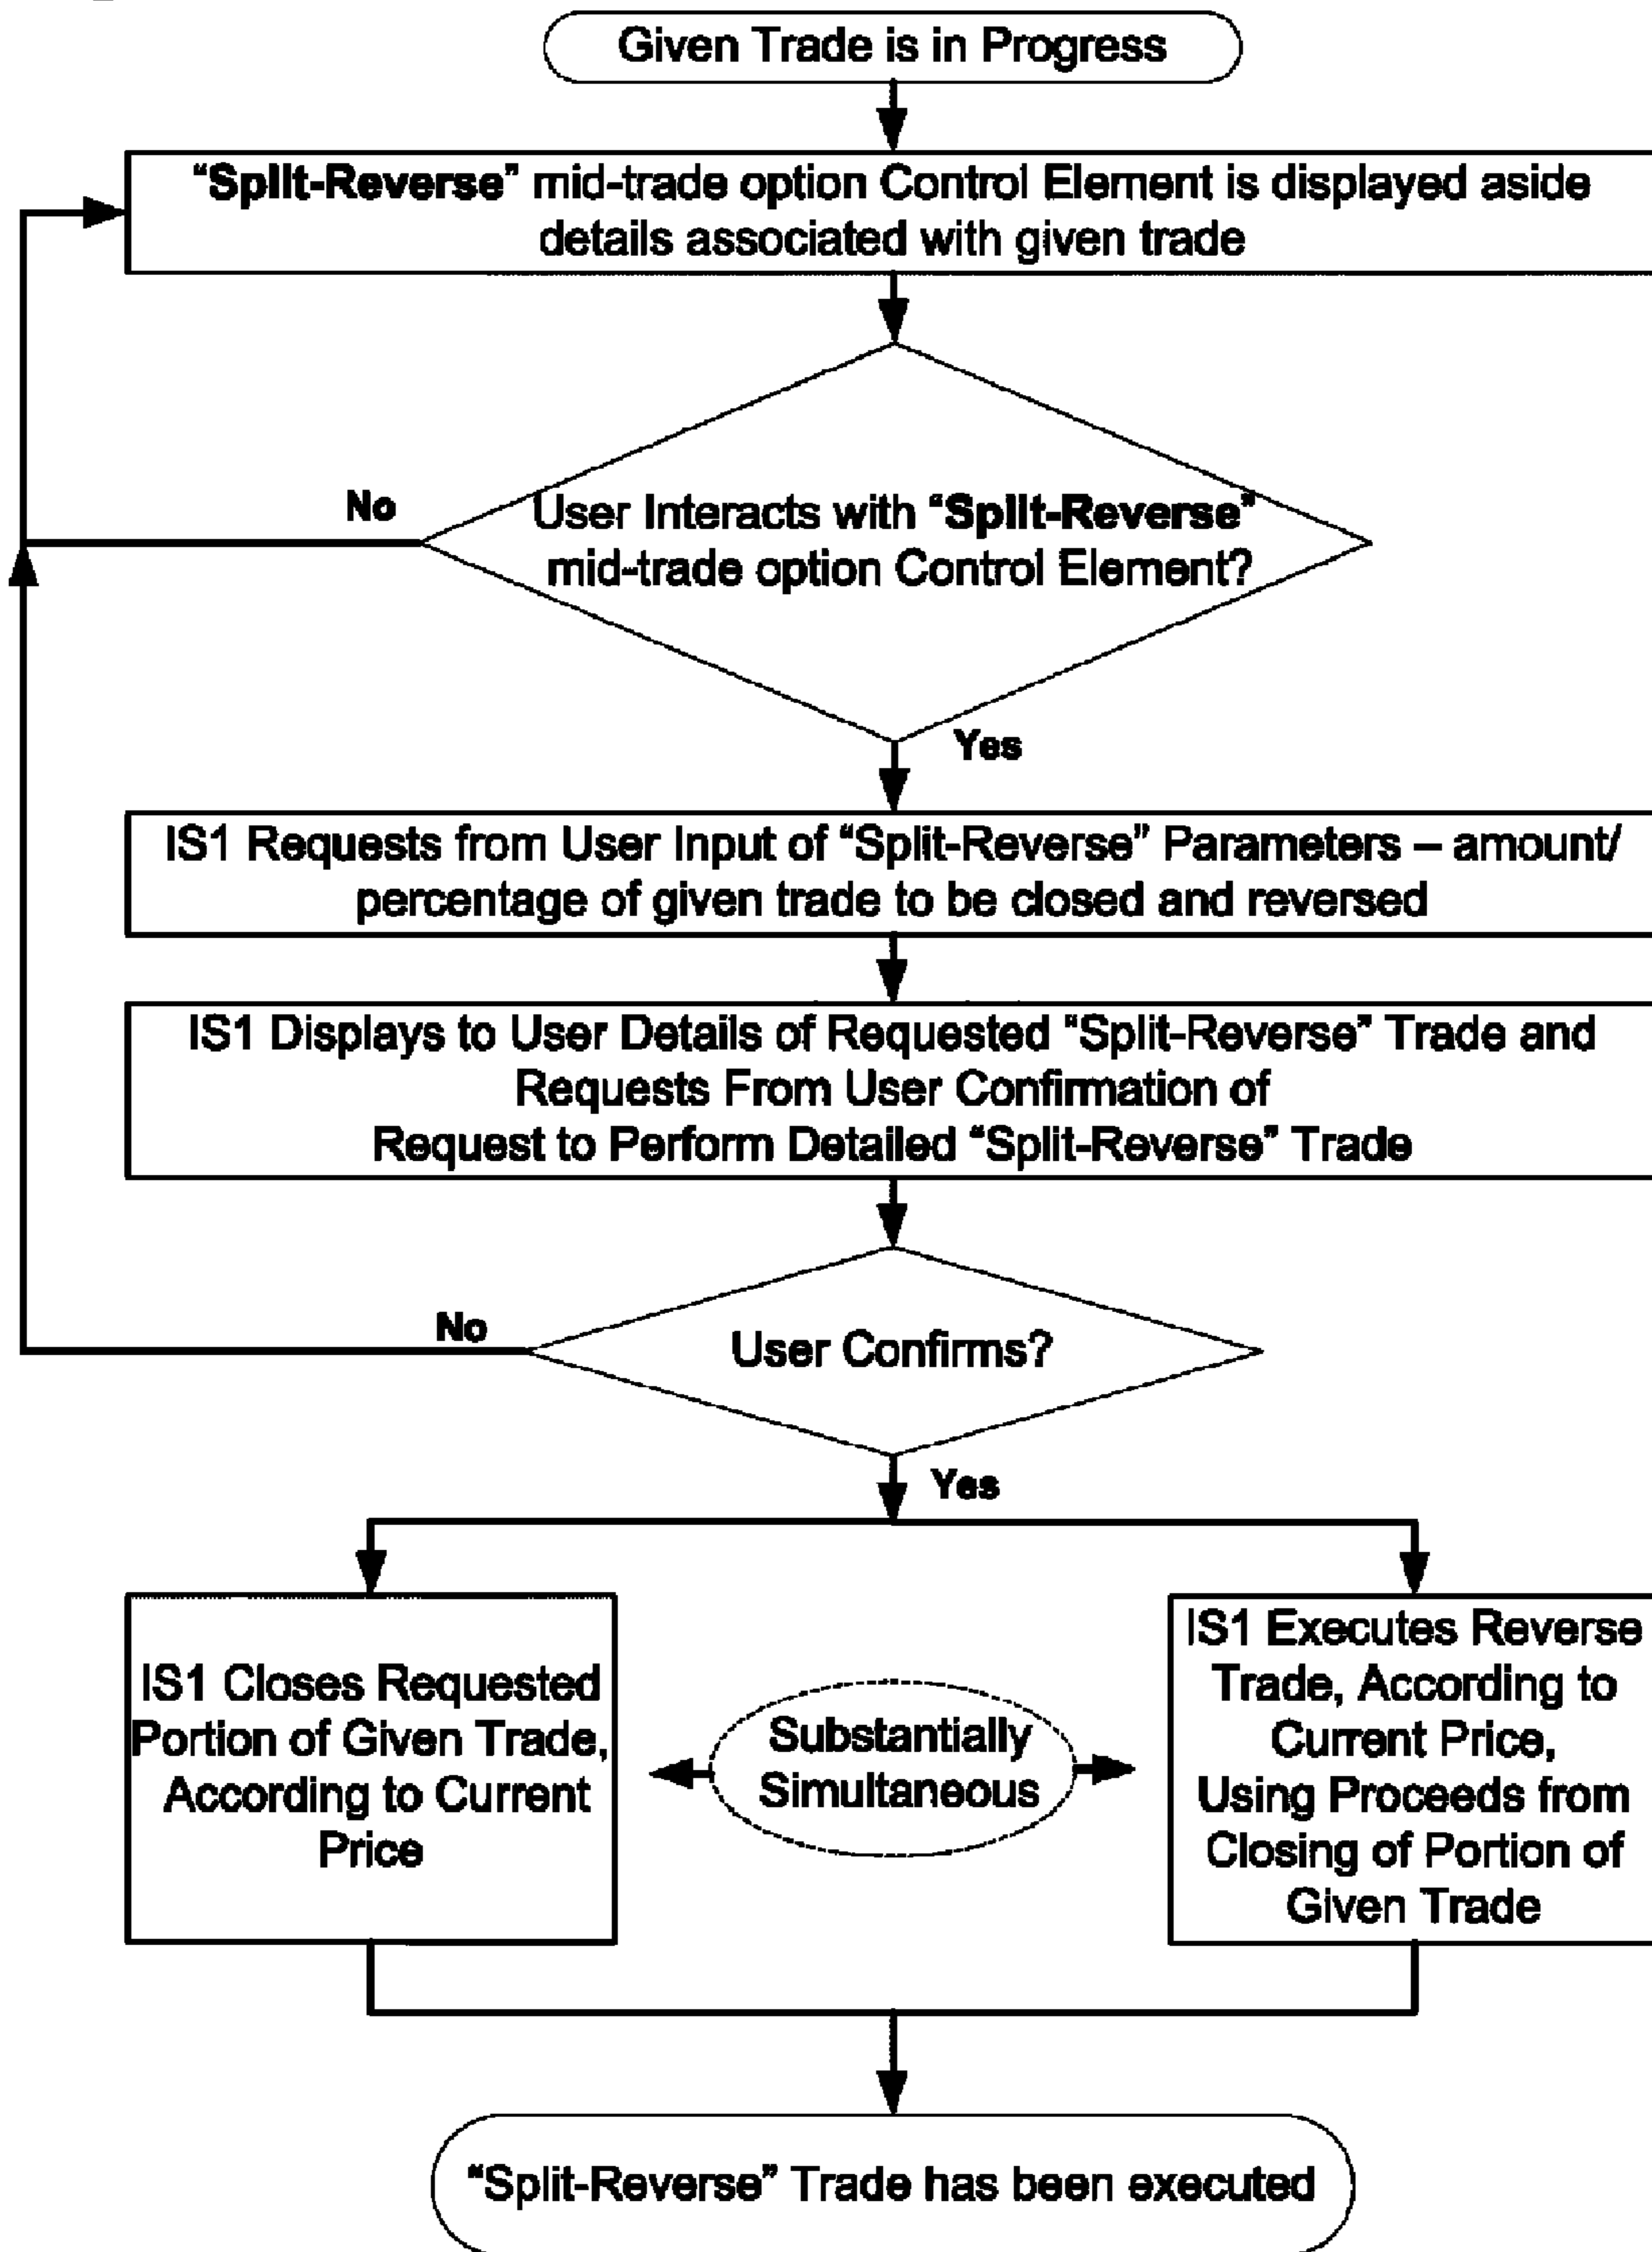 Given Trade is in Progress
“Split-Reverse” mid-trade option Control Element is displayed aside
details associated with given trade
No
User Interacts with “Split-Reverse”
mid-trade option Control Element?
Yes
IS1 Requests from User Input of “Split-Reverse” Parameters – amount/
percentage of given trade to be closed and reversed
IS1 Displays to User Details of Requested “Split-Reverse” Trade and
Requests From User Confirmation of
Request to Perform Detailed “Split-Reverse” Trade
No
User Confirms?
Yes
IS1 Closes Requested
Portion of Given Trade,
According to Current
Price
Substantially
Simultaneous
IS1 Executes Reverse
Trade, According to
Current Price,
Using Proceeds from
Closing of Portion of
Given Trade
“Split-Reverse” Trade has been executed